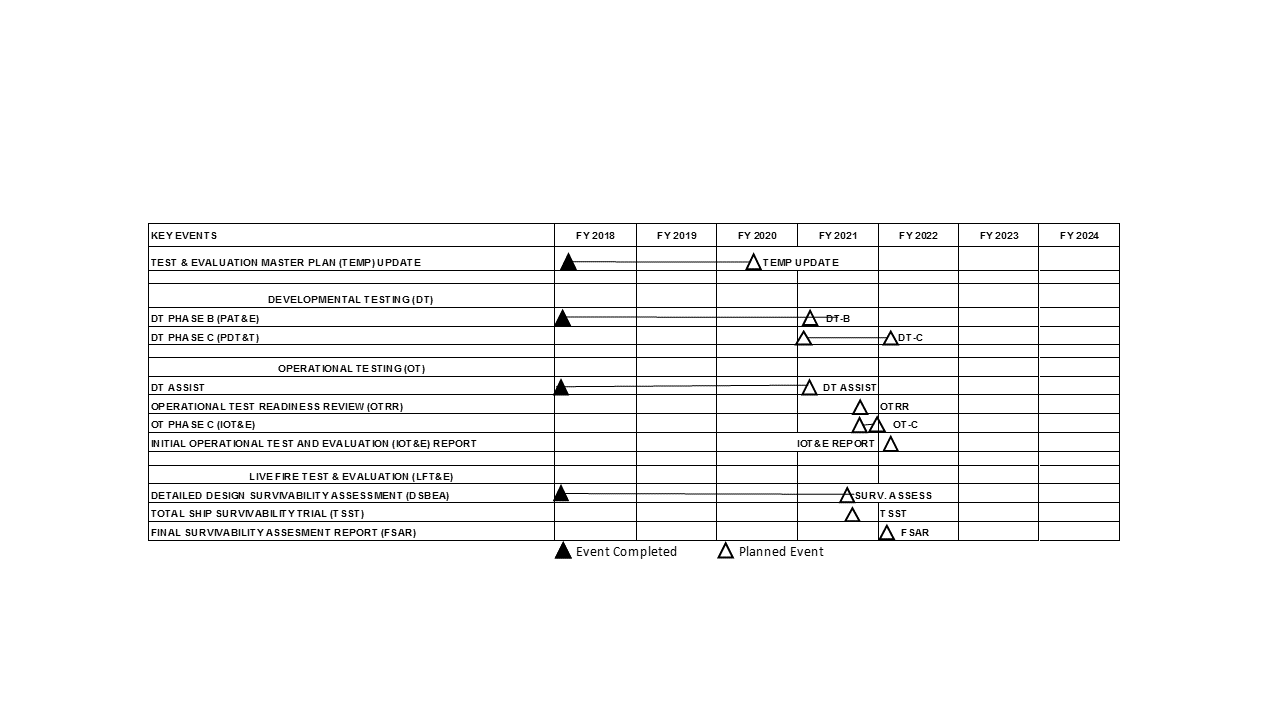 KEY EVENTS FY 2018 FY 2019 FY 2020 FY 2021 FY 2022 FY 2023 FY 2024
TEST & EVALUATION MASTER PLAN (TEMP) UPDATE TEMP UPDATE
DEVELOPMENTAL TESTING (DT)
DT PHASE B (PAT&E) DT-B
DT PHASE C (PDT&T) DT-C
OPERATIONAL TESTING (OT)
DT ASSIST DT ASSIST
OPERATIONAL TEST READINESS REVIEW (OTRR) OTRR
OT PHASE C (IOT&E) OT-C
INITIAL OPERATIONAL TEST AND EVALUATION (IOT&E) REPORT IOT&E REPORT
LIVE FIRE TEST & EVALUATION (LFT&E)
DETAILED DESIGN SURVIVABILITY ASSESSMENT (DSBEA) SURV. ASSESS
TOTAL SHIP SURVIVABILITY TRIAL (TSST) TSST
FINAL SURVIVABILITY ASSESMENT REPORT (FSAR) FSAR
Event Completed Planned Event